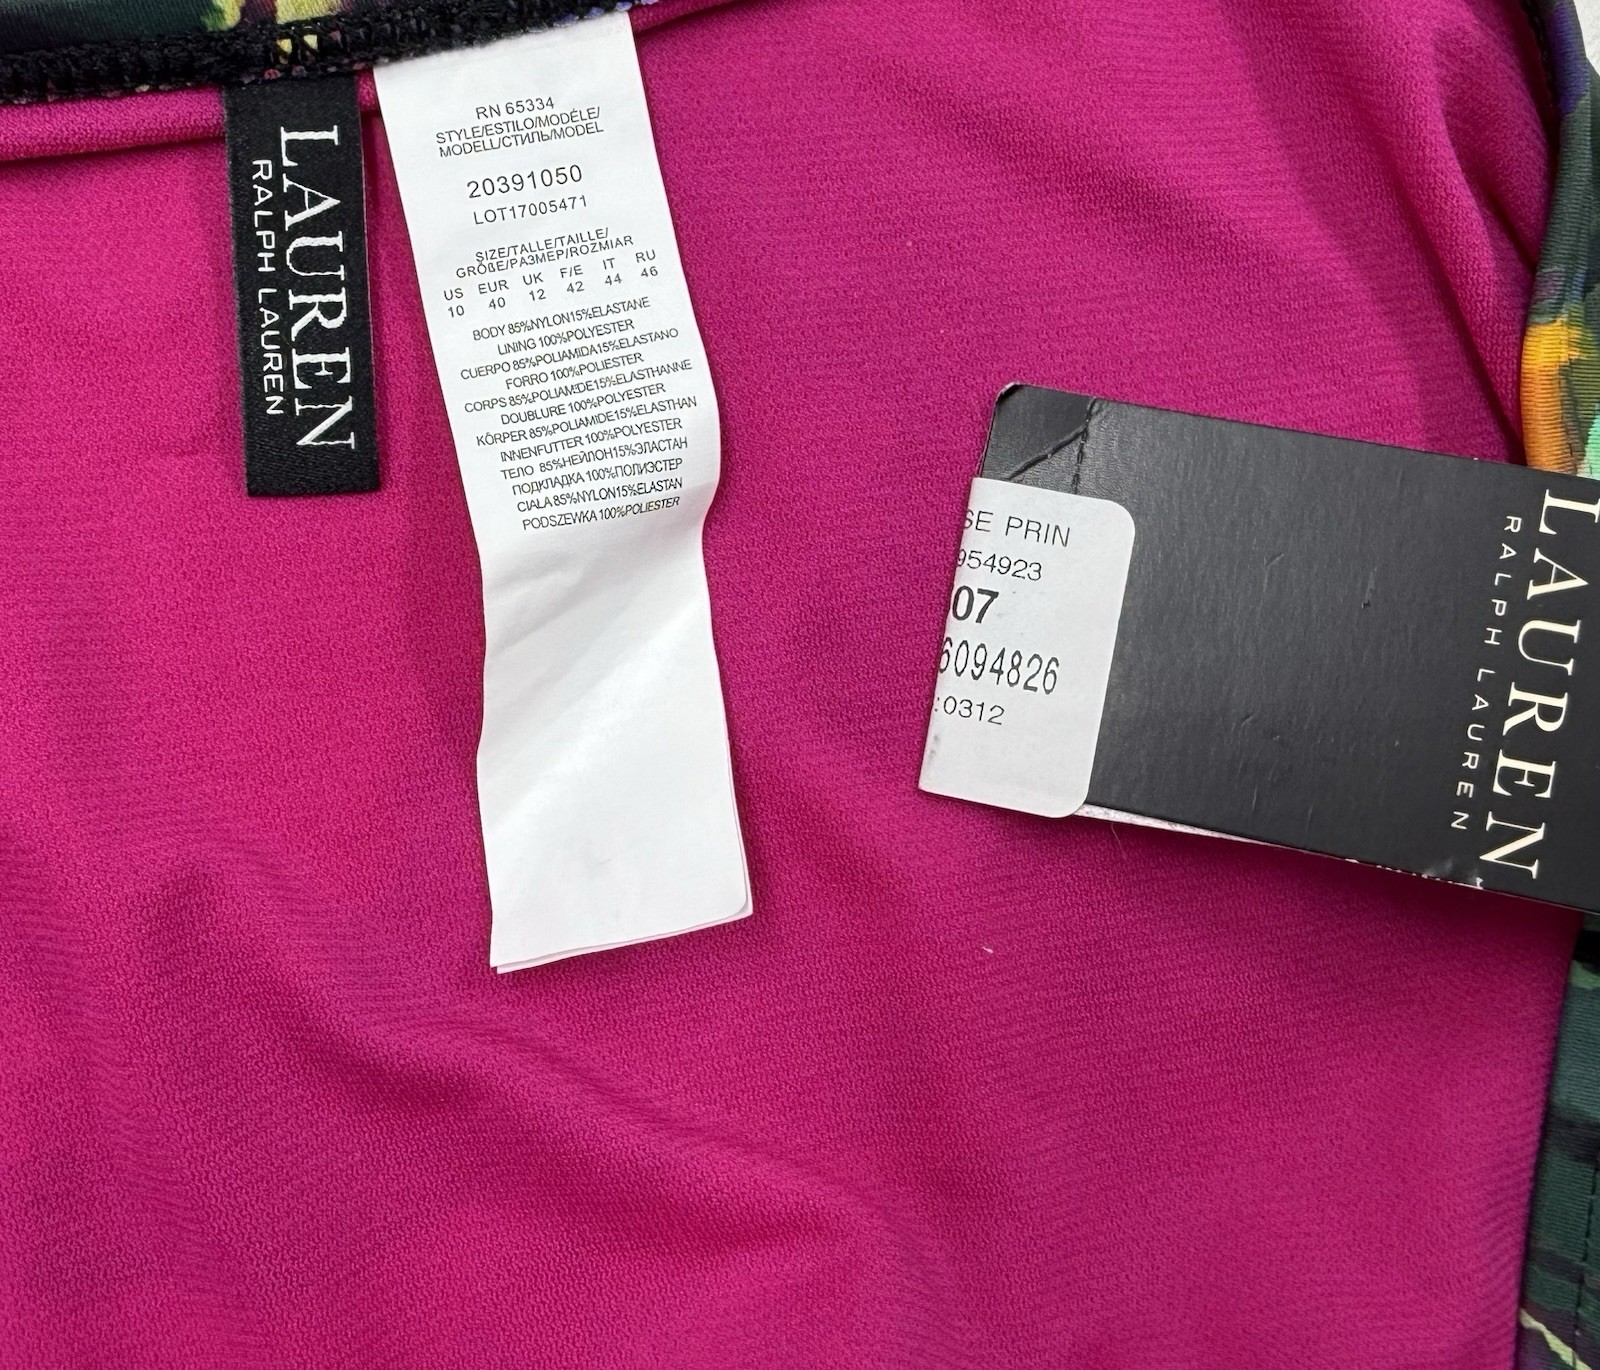 LAUREN
RALPH LAUREN
RN 65334
STYLE/ESTILO/MODÈLE/
MODELL/СТИЛЬ/MODEL
20391050
LOT17005471
SIZE/TALLE/TAILLE/
GRÖßE/РАЗМЕР/ROZMIAR
US EUR UK F/E IT RU
10 40 12 42 44 46
BODY 85%NYLON15%ELASTANE
LINING 100%POLYESTER
CUERPO 85%POLIAMIDA15%ELASTANO
FORRO 100%POLIESTER
CORPS 85%POLIAMIDE15%ELASTHANNE
DOUBLURE 100%POLYESTER
KÖRPER 85%POLIAMIDE15%ELASTHAN
INNENFUTTER 100%POLYESTER
ТЕЛО 85%НЕЙЛОН15%ЭЛАСТАН
ПОДКЛАДКА 100%ПОЛИЭСТЕР
CIALA 85%NYLON15%ELASTAN
PODSZEWKA 100%POLIESTER
SE PRIN
954923
07
6094826
:0312
LAUREN
RALPH LAUREN